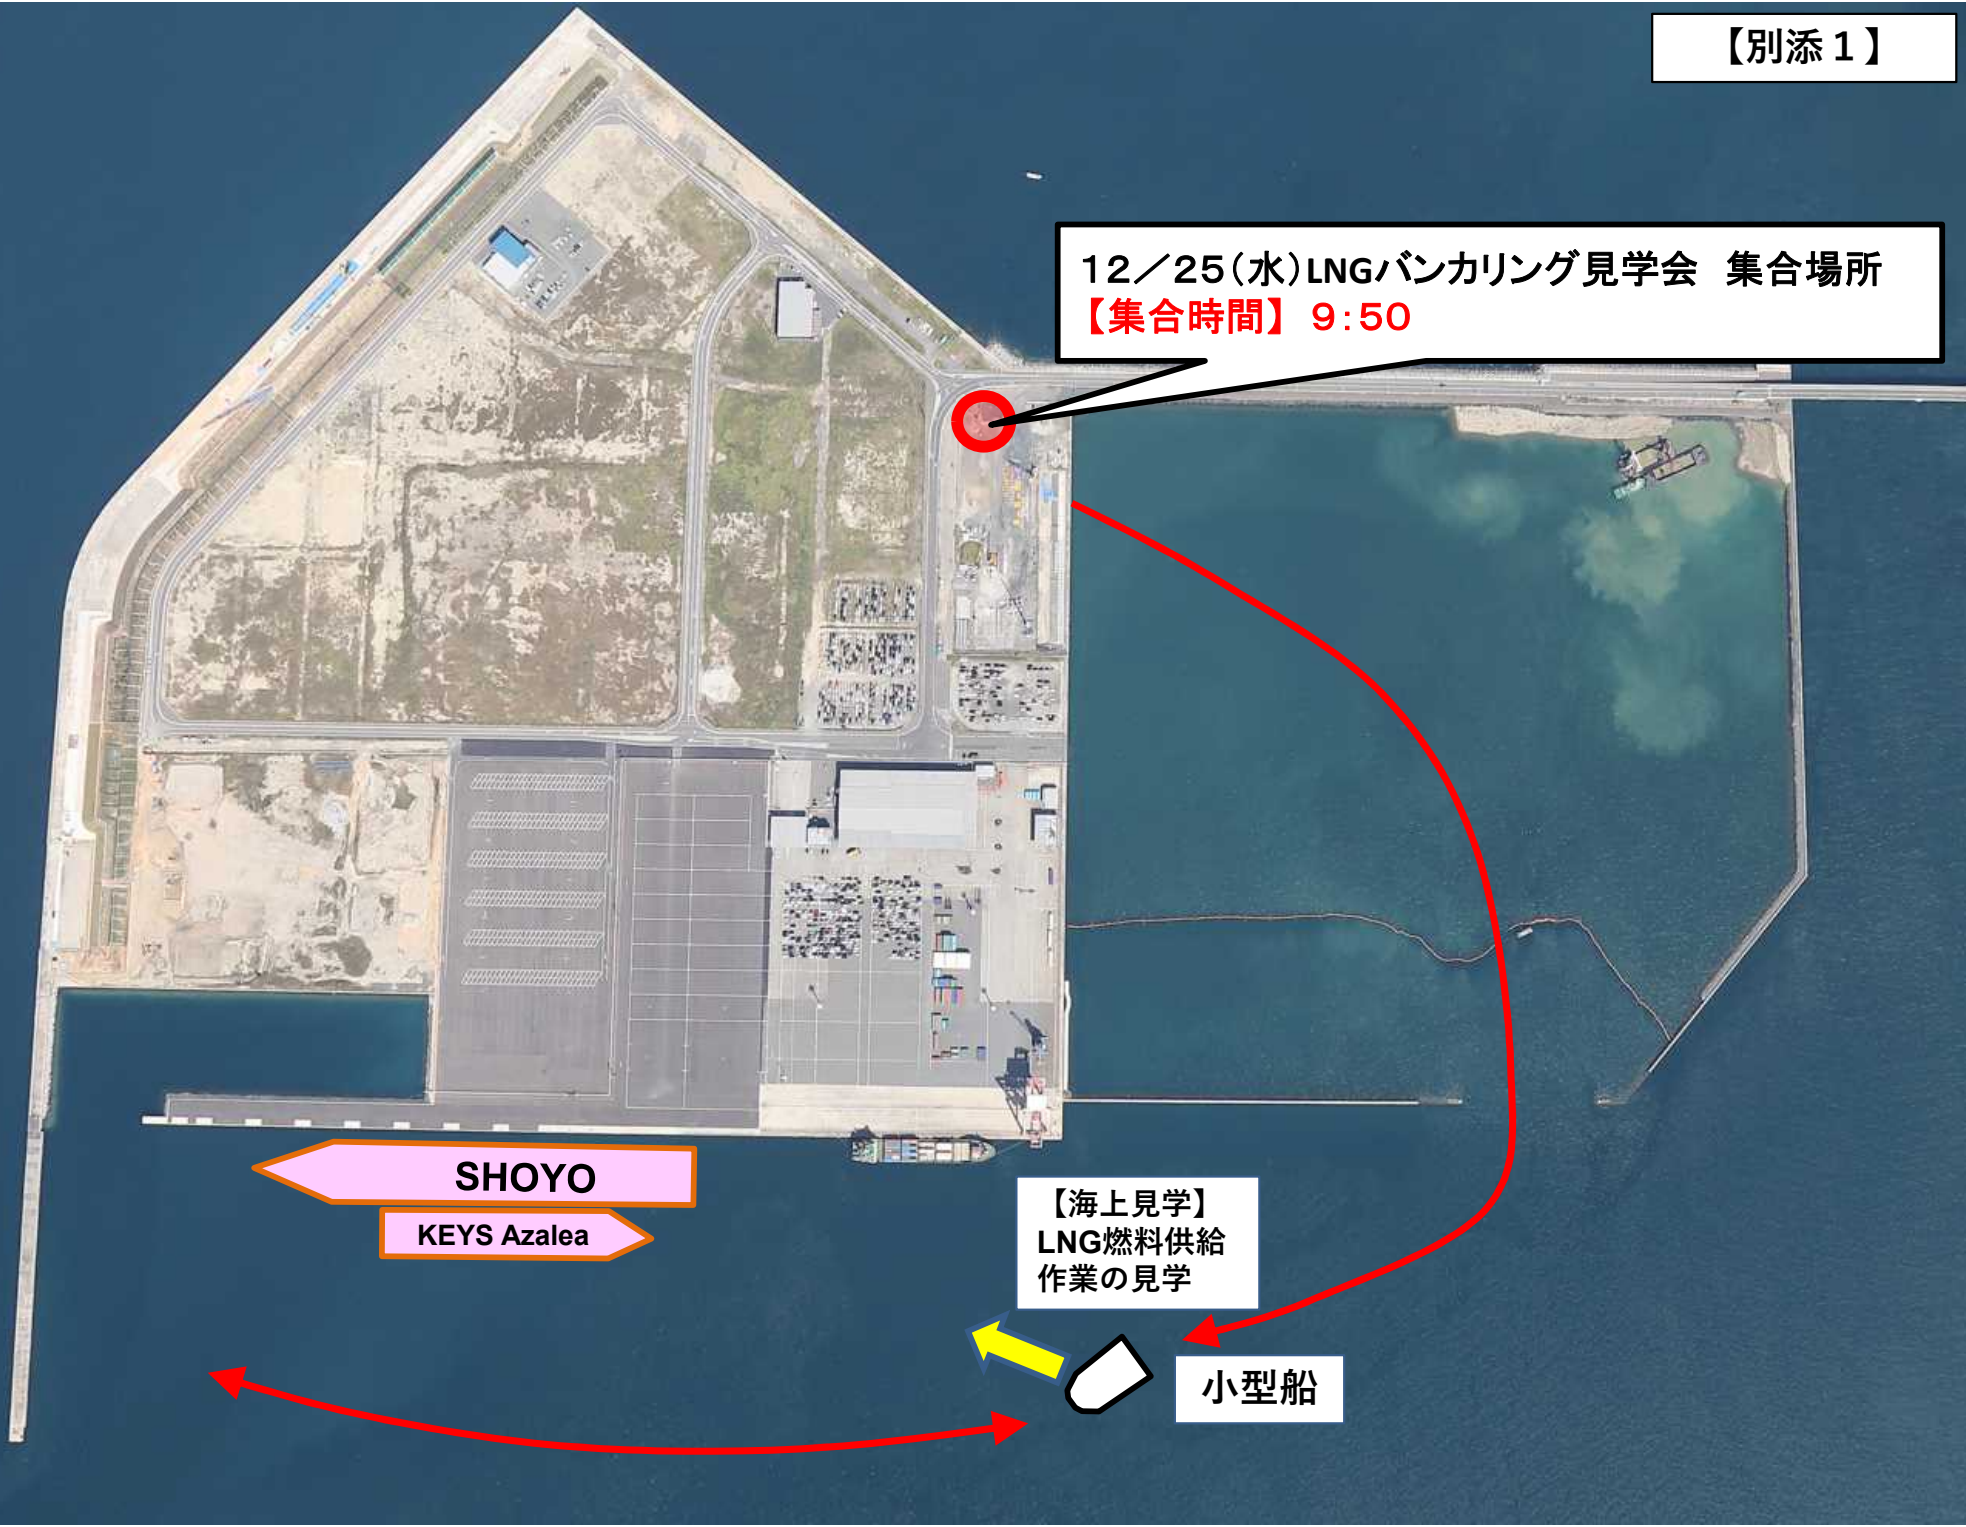 【別添１】
１２／２５（水）LNGバンカリング見学会　集合場所
【集合時間】 ９：５０
SHOYO
KEYS Azalea
【海上見学】
LNG燃料供給
作業の見学
小型船